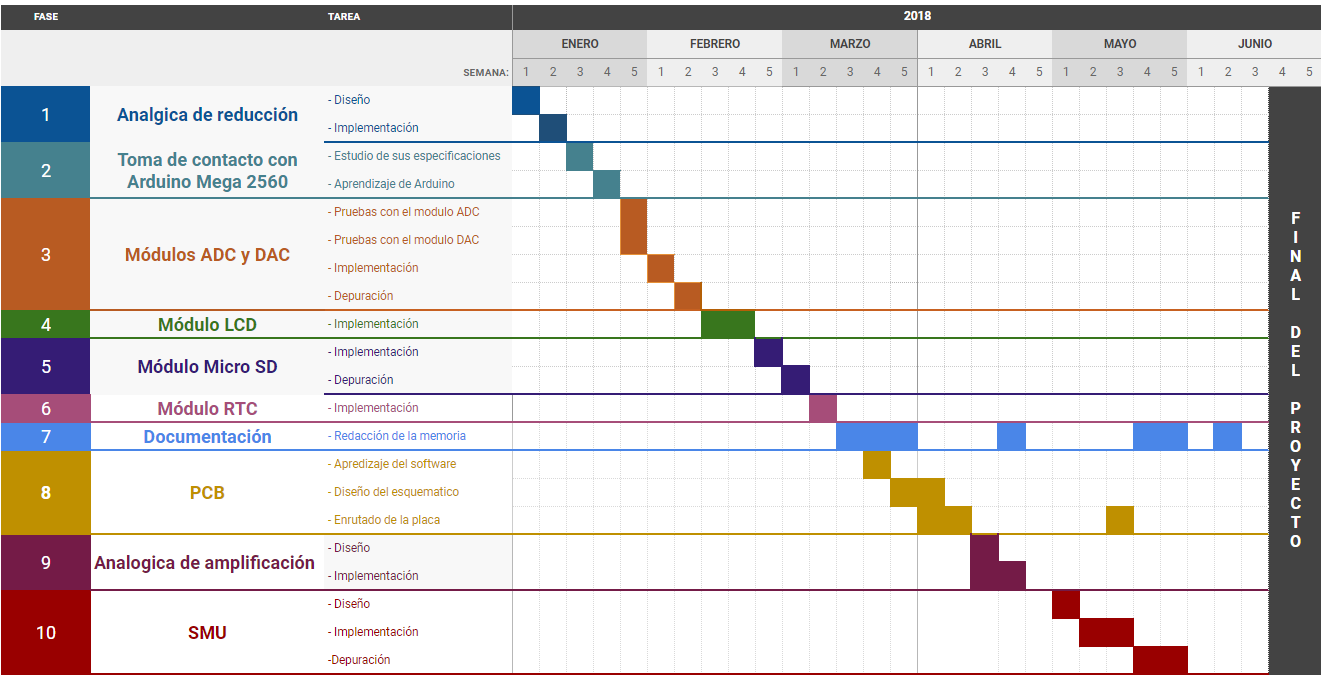 FASE TAREA 2018
ENERO FEBRERO MARZO ABRIL MAYO JUNIO
SEMANA: 1 2 3 4 5 1 2 3 4 5 1 2 3 4 5 1 2 3 4 5 1 2 3 4 5 1 2 3 4 5
1 Analgica de reducción
- Diseño
- Implementación
2 Toma de contacto con
Arduino Mega 2560
- Estudio de sus especificaciones
- Aprendizaje de Arduino
3 Módulos ADC y DAC
- Pruebas con el modulo ADC
- Pruebas con el modulo DAC
- Implementación
- Depuración
4 Módulo LCD
- Implementación
5 Módulo Micro SD
- Implementación
- Depuración
6 Módulo RTC
- Implementación
7 Documentación
- Redacción de la memoria
8 PCB
- Apredizaje del software
- Diseño del esquematico
- Enrutado de la placa
9 Analogica de amplificación
- Diseño
- Implementación
10 SMU
- Diseño
- Implementación
-Depuración
FINAL DEL PROYECTO